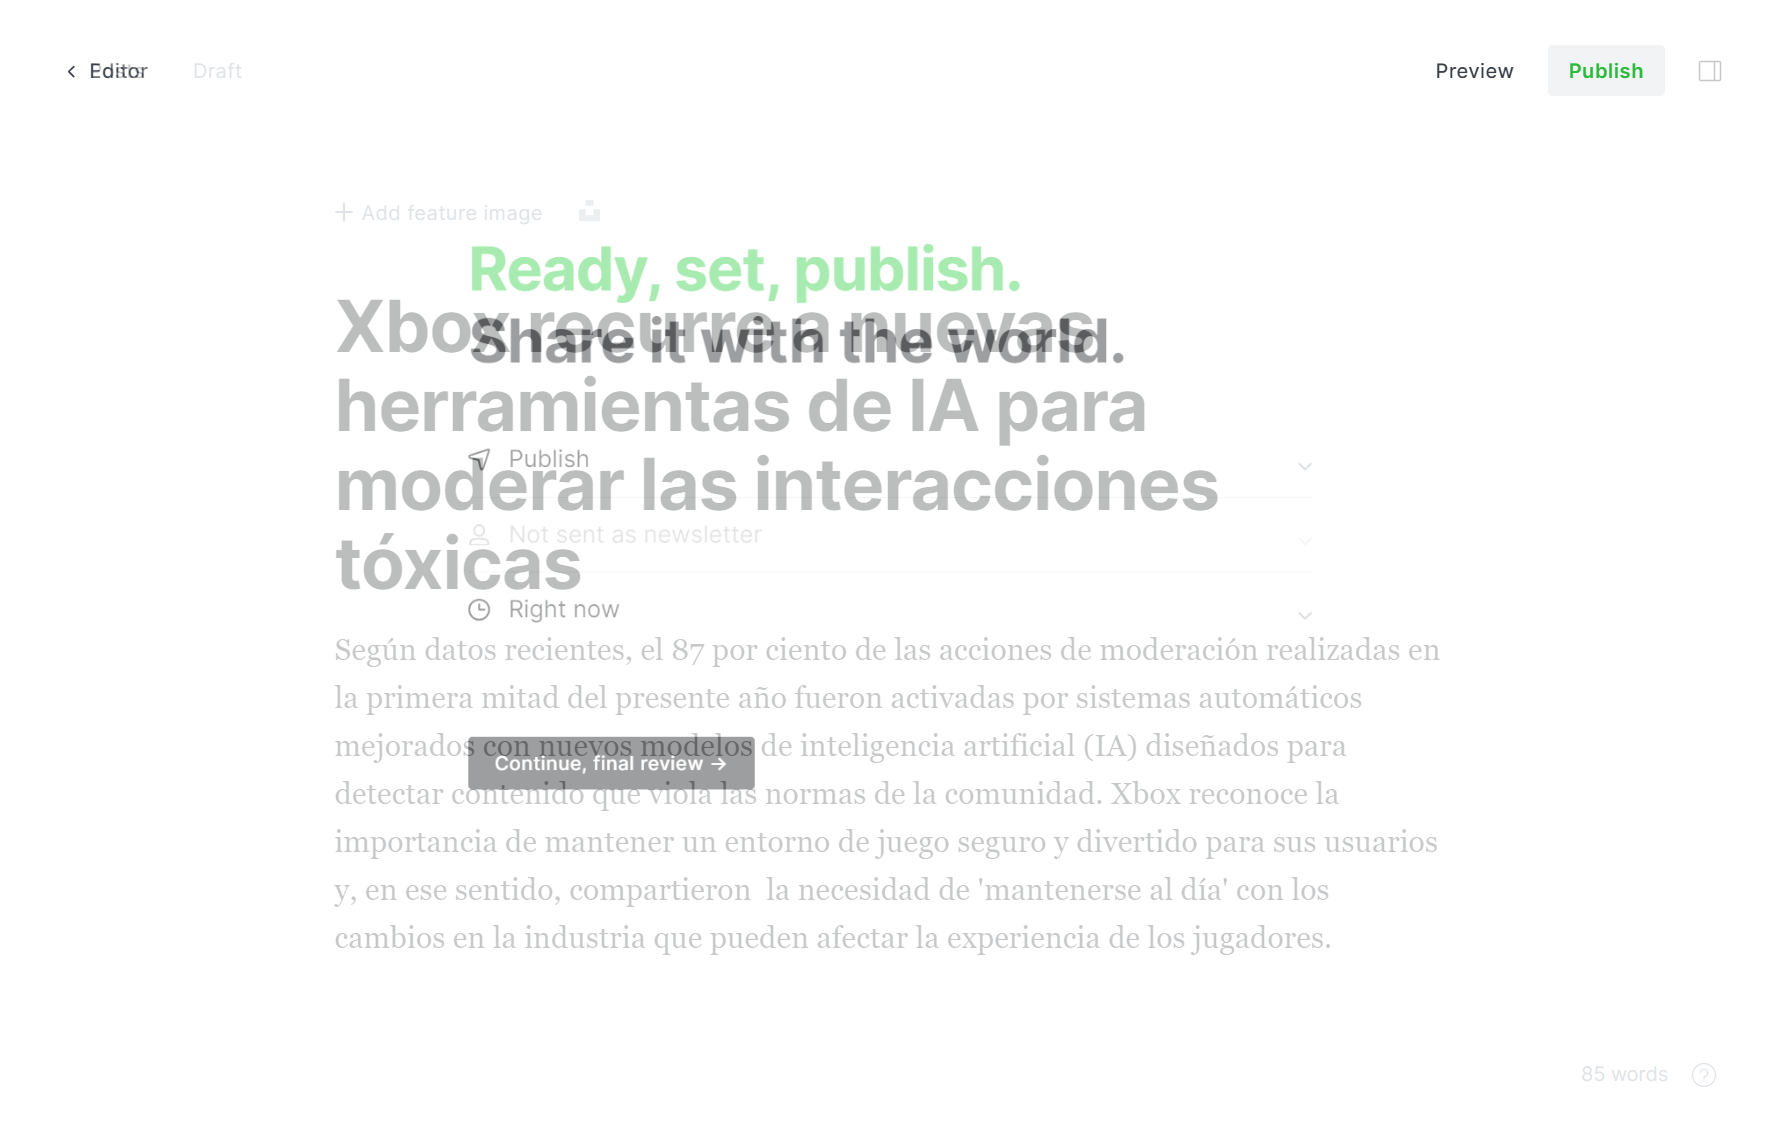 Editor
Posts
Draft
Preview
Publish
Add feature image
Ready, set, publish.
Share it with the world.
Xbox recurre a nuevas
herramientas de IA para
moderar las interacciones
tóxicas
Publish
Not sent as newsletter
Right now
Según datos recientes, el 87 por ciento de las acciones de moderación realizadas en
la primera mitad del presente año fueron activadas por sistemas automáticos
mejorados con nuevos modelos de inteligencia artificial (IA) diseñados para
detectar contenido que viola las normas de la comunidad. Xbox reconoce la
importancia de mantener un entorno de juego seguro y divertido para sus usuarios
y, en ese sentido, compartieron  la necesidad de 'mantenerse al día' con los
cambios en la industria que pueden afectar la experiencia de los jugadores.
Continue, final review →
85 words